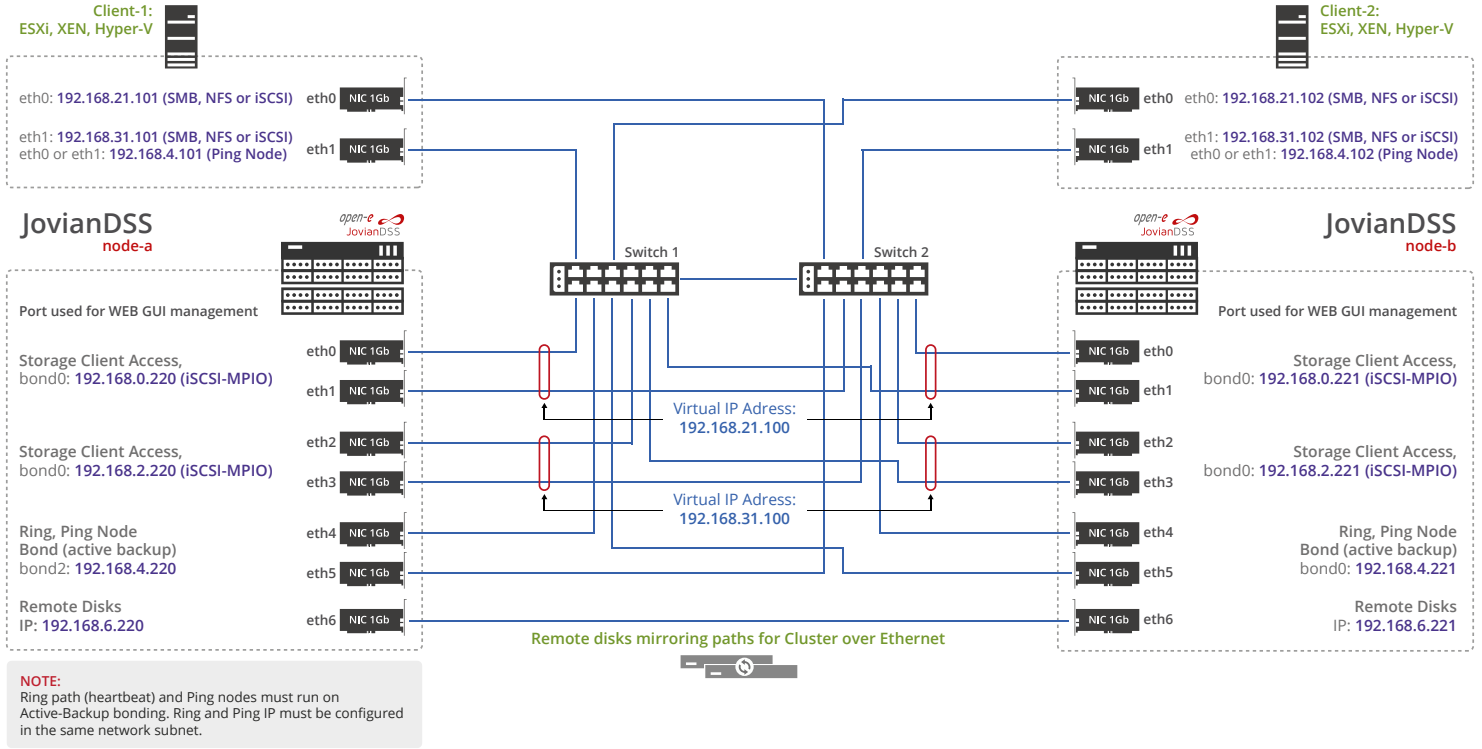 Client-1:
ESXi, XEN, Hyper-V
Client-2:
ESXi, XEN, Hyper-V
eth0: 192.168.21.101 (SMB, NFS or iSCSI)
eth0
NIC 1Gb
eth1: 192.168.31.101 (SMB, NFS or iSCSI)
eth0 or eth1: 192.168.4.101 (Ping Node)
eth1
NIC 1Gb
NIC 1Gb
eth0
eth0: 192.168.21.102 (SMB, NFS or iSCSI)
NIC 1Gb
eth1
eth1: 192.168.31.102 (SMB, NFS or iSCSI)
eth0 or eth1: 192.168.4.102 (Ping Node)
JovianDSS
node-a
open-e
JovianDSS
Switch 1
Switch 2
open-e
JovianDSS
JovianDSS
node-b
Port used for WEB GUI management
Storage Client Access,
bond0: 192.168.0.220 (iSCSI-MPIO)
eth0
NIC 1Gb
eth1
NIC 1Gb
Storage Client Access,
bond0: 192.168.2.220 (iSCSI-MPIO)
eth2
NIC 1Gb
eth3
NIC 1Gb
Ring, Ping Node
Bond (active backup)
bond2: 192.168.4.220
eth4
NIC 1Gb
eth5
NIC 1Gb
Remote Disks
IP: 192.168.6.220
eth6
NIC 1Gb
Virtual IP Adress:
192.168.21.100
Virtual IP Adress:
192.168.31.100
Remote disks mirroring paths for Cluster over Ethernet
Port used for WEB GUI management
NIC 1Gb
eth0
NIC 1Gb
eth1
Storage Client Access,
bond0: 192.168.0.221 (iSCSI-MPIO)
NIC 1Gb
eth2
NIC 1Gb
eth3
Storage Client Access,
bond0: 192.168.2.221 (iSCSI-MPIO)
NIC 1Gb
eth4
NIC 1Gb
eth5
Ring, Ping Node
Bond (active backup)
bond0: 192.168.4.221
NIC 1Gb
eth6
Remote Disks
IP: 192.168.6.221
NOTE:
Ring path (heartbeat) and Ping nodes must run on
Active-Backup bonding. Ring and Ping IP must be configured
in the same network subnet.